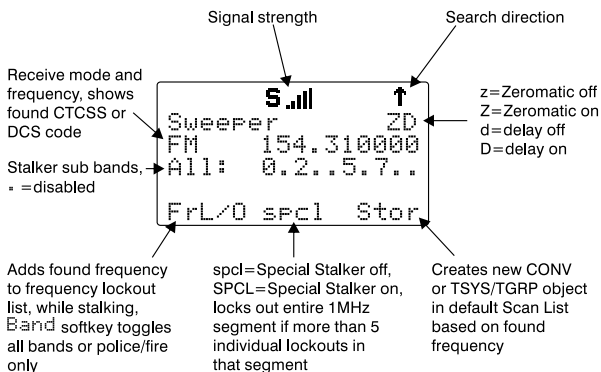 Signal strength
Search direction
Receive mode and
frequency, shows
found CTCSS or
DCS code
Stalker sub bands,
▪ =disabled
S
Sweeper ZD
FM 154.310000
All: 0.2..5.7..
FrL/O spcl Stor
z=Zeromatic off
Z=Zeromatic on
d=delay off
D=delay on
Adds found frequency
to frequency lockout
list, while stalking,
Band softkey toggles
all bands or police/fire
only
spcl=Special Stalker off,
SPCL=Special Stalker on,
locks out entire 1MHz
segment if more than 5
individual lockouts in
that segment
Creates new CONV
or TSYS/TGRP object
in default Scan List
based on found
frequency